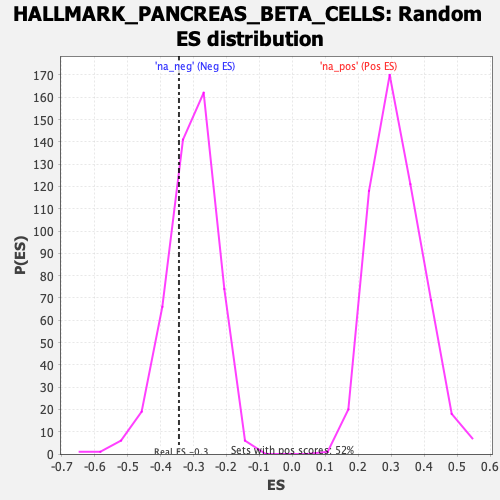 HALLMARK_PANCREAS_BETA_CELLS: Random
ES distribution
'na_neg' (Neg ES)
'na_pos' (Pos ES)
170
160
150
140
130
120
110
100
90
80
70
60
50
40
30
20
10
0
P(ES)
Real ES -0.3
Sets with pos scores: 52%
-0.7 -0.6 -0.5 -0.4 -0.3 -0.2 -0.1 0.0 0.1 0.2 0.3 0.4 0.5 0.6
ES